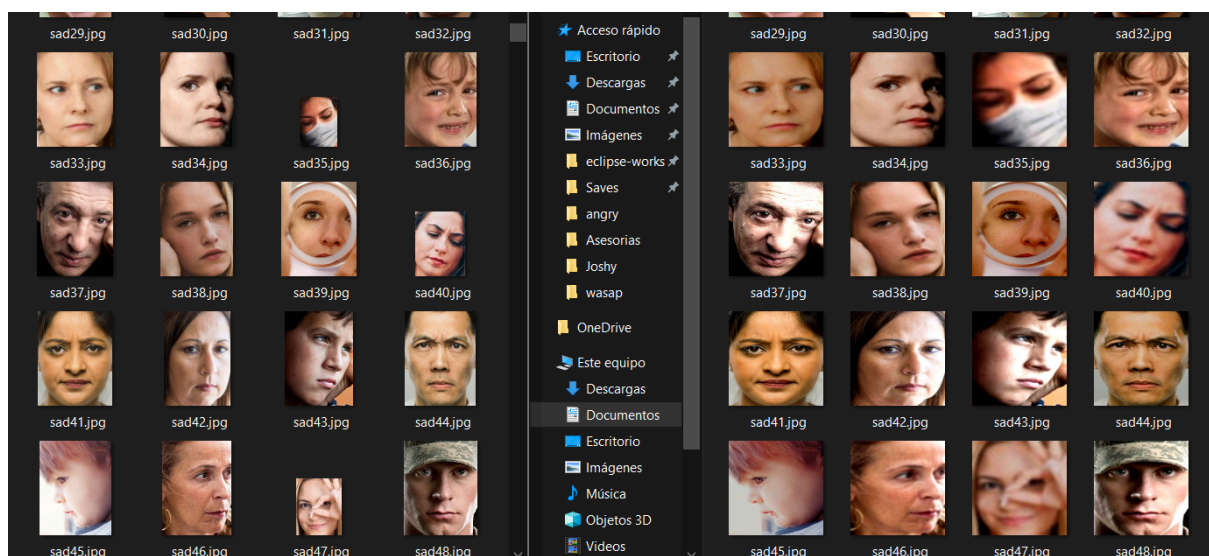 sad29.jpg sad30.jpg sad31.jpg sad32.jpg
sad33.jpg sad34.jpg sad35.jpg sad36.jpg
sad37.jpg sad38.jpg sad39.jpg sad40.jpg
sad41.jpg sad42.jpg sad43.jpg sad44.jpg
sad45.jpg sad46.jpg sad47.jpg sad48.jpg
Acceso rápido
Escritorio
Descargas
Documentos
Imágenes
eclipse-works
Saves
angry
Asesorias
Joshy
wasap
OneDrive
Este equipo
Descargas
Documentos
Escritorio
Imágenes
Música
Objetos 3D
Videos
sad29.jpg sad30.jpg sad31.jpg sad32.jpg
sad33.jpg sad34.jpg sad35.jpg sad36.jpg
sad37.jpg sad38.jpg sad39.jpg sad40.jpg
sad41.jpg sad42.jpg sad43.jpg sad44.jpg
sad45.jpg sad46.jpg sad47.jpg sad48.jpg